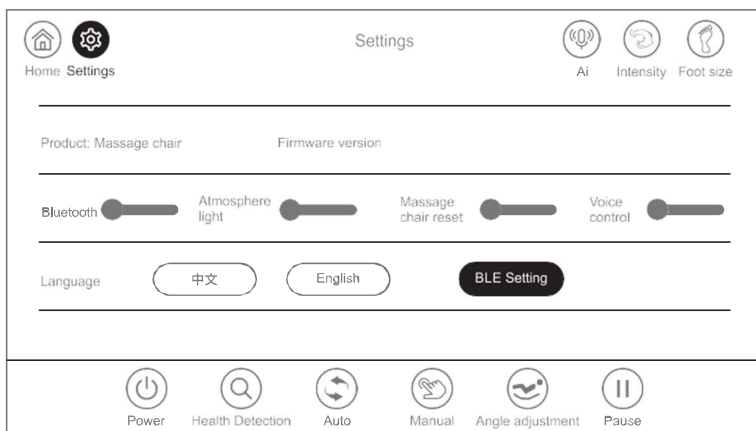 Settings
Home Settings
Ai Intensity Foot size
Product: Massage chair Firmware version
Bluetooth
Atmosphere
light
Massage
chair reset
Voice
control
Language 中文 English BLE Setting
Power Health Detection Auto Manual Angle adjustment Pause